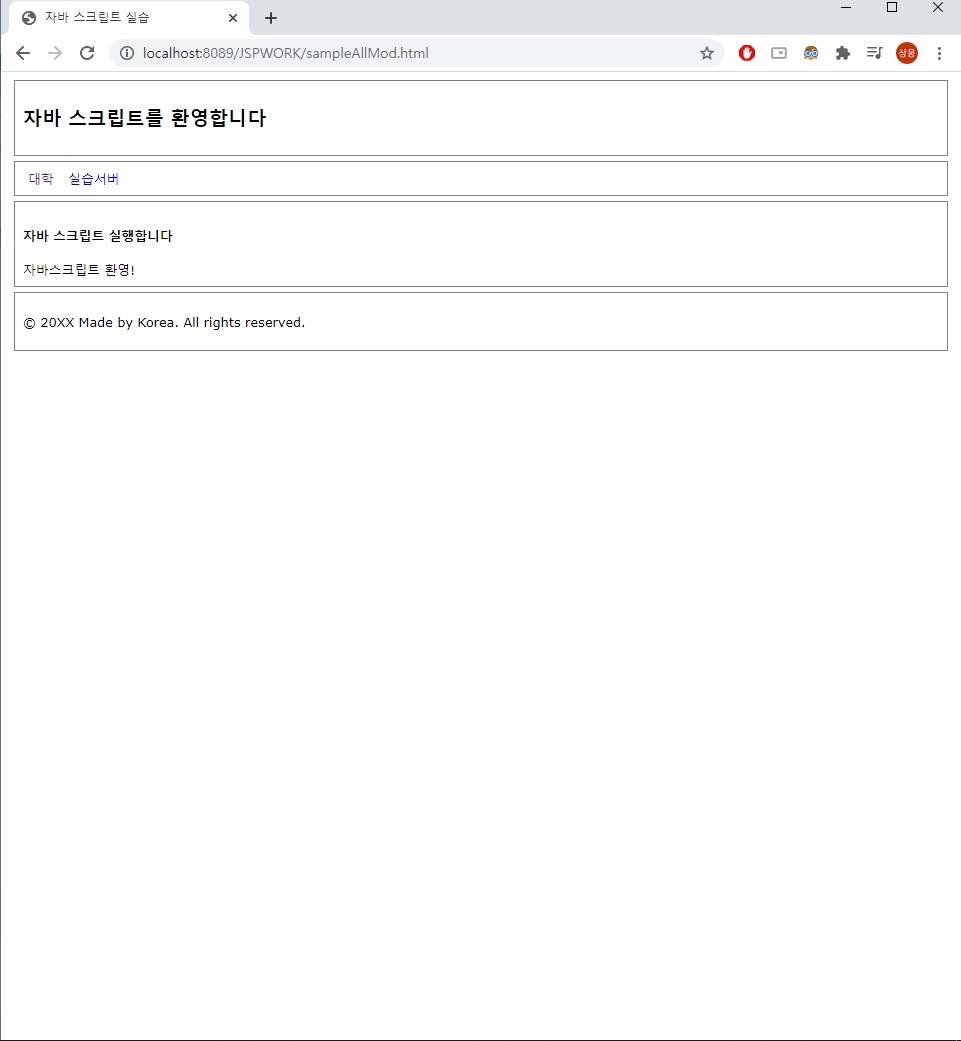 자바 스크립트 실습
localhost:8089/JSPWORK/sampleAllMod.html
상웅
자바 스크립트를 환영합니다
대학 실습서버
자바 스크립트 실행합니다
자바스크립트 환영!
© 20XX Made by Korea. All rights reserved.